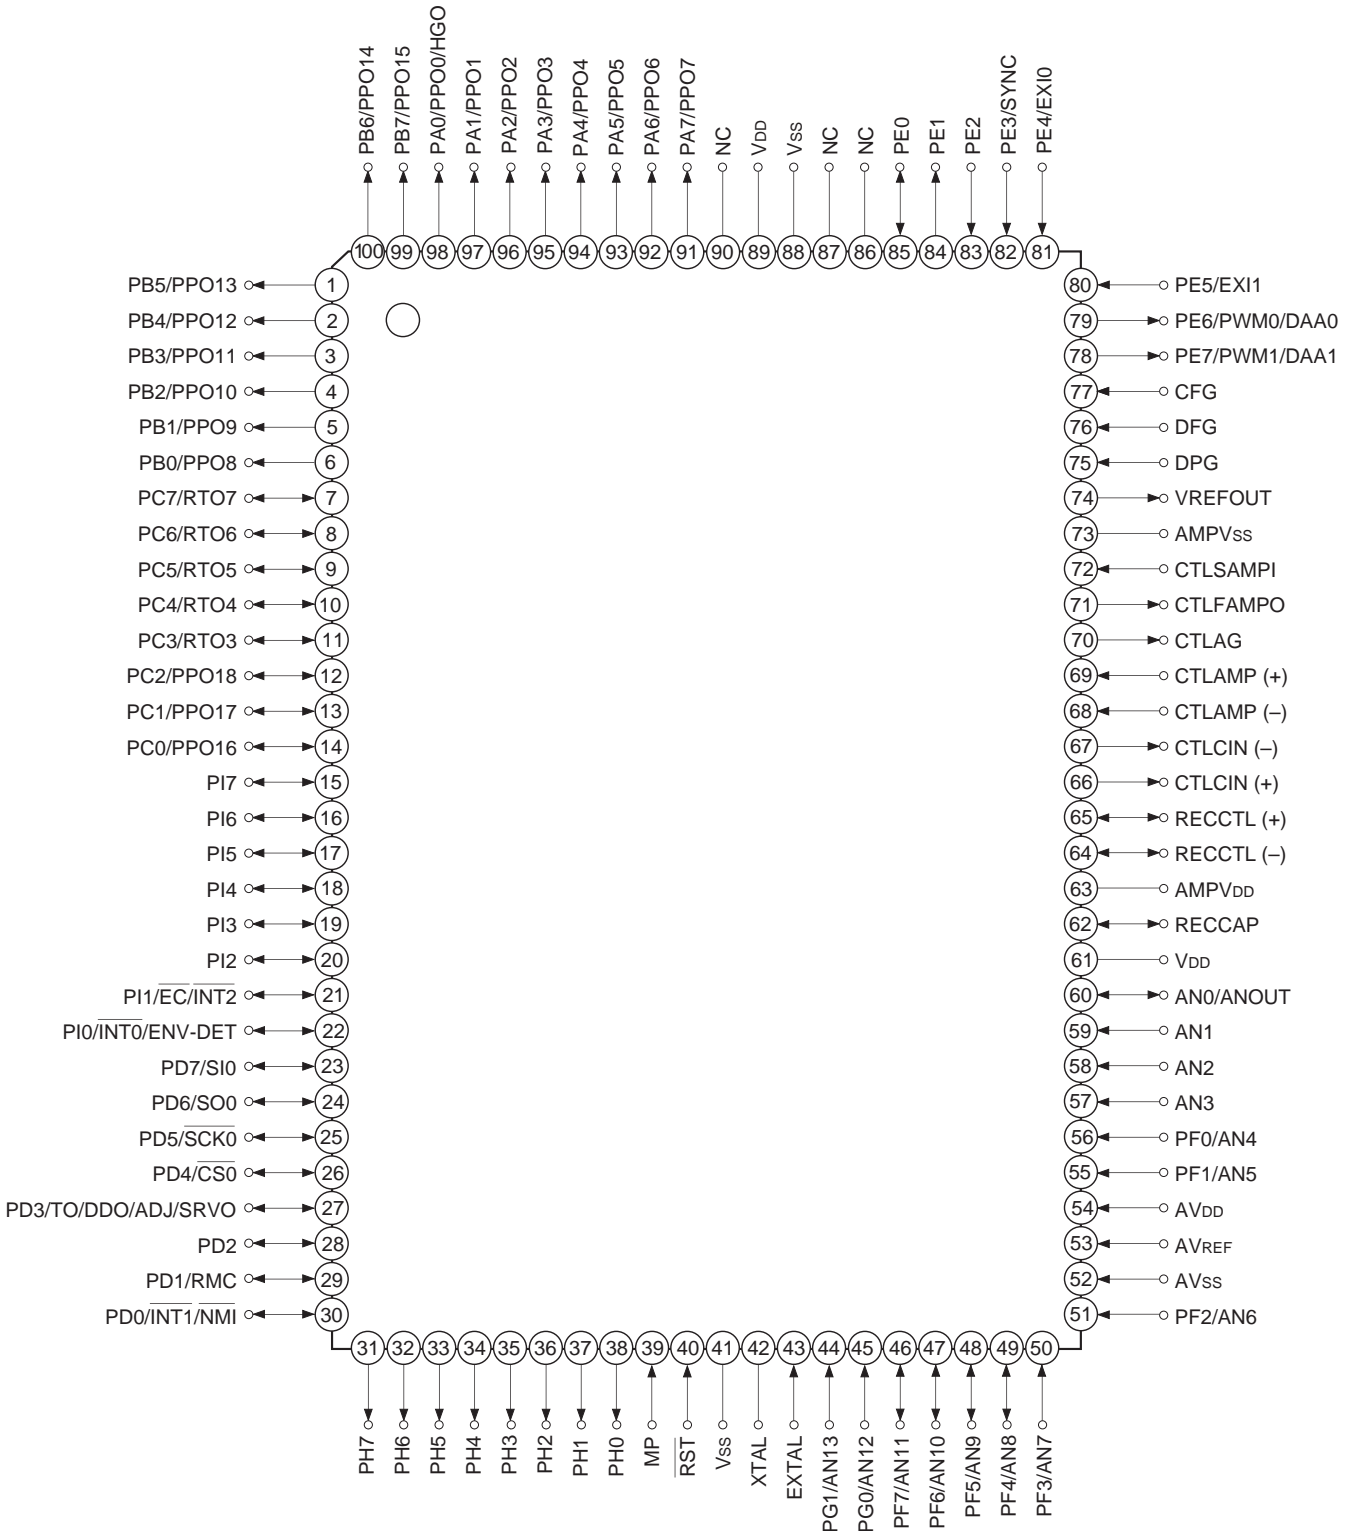 PB6/PPO14
PB7/PPO15
PA0/PPO0/HGO
PA1/PPO1
PA2/PPO2
PA3/PPO3
PA4/PPO4
PA5/PPO5
PA6/PPO6
PA7/PPO7
NC
VDD
VSS
NC
NC
PE0
PE1
PE2
PE3/SYNC
PE4/EXI0
100 99 98 97 96 95 94 93 92 91 90 89 88 87 86 85 84 83 82 81
PB5/PPO13 1 80 PE5/EXI1
PB4/PPO12 2 79 PE6/PWM0/DAA0
PB3/PPO11 3 78 PE7/PWM1/DAA1
PB2/PPO10 4 77 CFG
PB1/PPO9 5 76 DFG
PB0/PPO8 6 75 DPG
PC7/RTO7 7 74 VREFOUT
PC6/RTO6 8 73 AMPVSS
PC5/RTO5 9 72 CTLSAMPI
PC4/RTO4 10 71 CTLFAMPO
PC3/RTO3 11 70 CTLAG
PC2/PPO18 12 69 CTLAMP (+)
PC1/PPO17 13 68 CTLAMP (–)
PC0/PPO16 14 67 CTLCIN (–)
PI7 15 66 CTLCIN (+)
PI6 16 65 RECCTL (+)
PI5 17 64 RECCTL (–)
PI4 18 63 AMPVDD
PI3 19 62 RECCAP
PI2 20 61 VDD
PI1/EC/INT2 21 60 AN0/ANOUT
PI0/INT0/ENV-DET 22 59 AN1
PD7/SI0 23 58 AN2
PD6/SO0 24 57 AN3
PD5/SCK0 25 56 PF0/AN4
PD4/CS0 26 55 PF1/AN5
PD3/TO/DDO/ADJ/SRVO 27 54 AVDD
PD2 28 53 AVREF
PD1/RMC 29 52 AVSS
PD0/INT1/NMI 30 51 PF2/AN6
31 32 33 34 35 36 37 38 39 40 41 42 43 44 45 46 47 48 49 50
PH7
PH6
PH5
PH4
PH3
PH2
PH1
PH0
MP
RST
VSS
XTAL
EXTAL
PG1/AN13
PG0/AN12
PF7/AN11
PF6/AN10
PF5/AN9
PF4/AN8
PF3/AN7